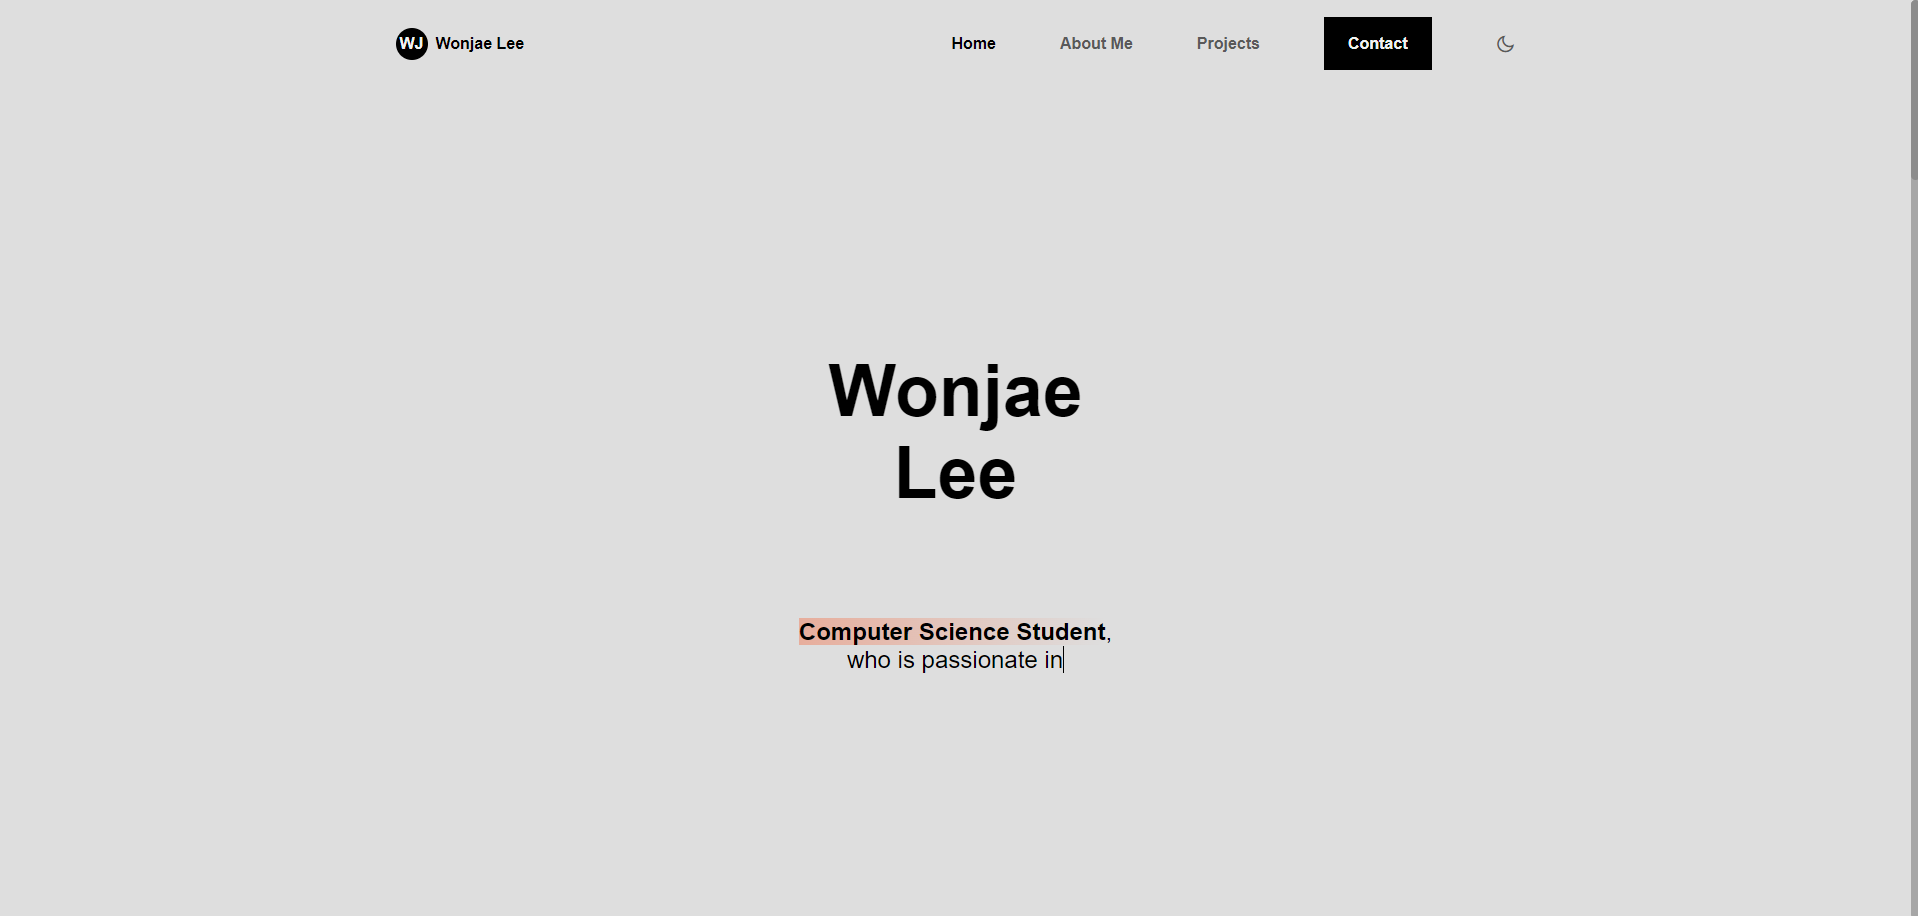 WJ Wonjae Lee Home About Me Projects Contact
Wonjae
Lee
Computer Science Student,
who is passionate in